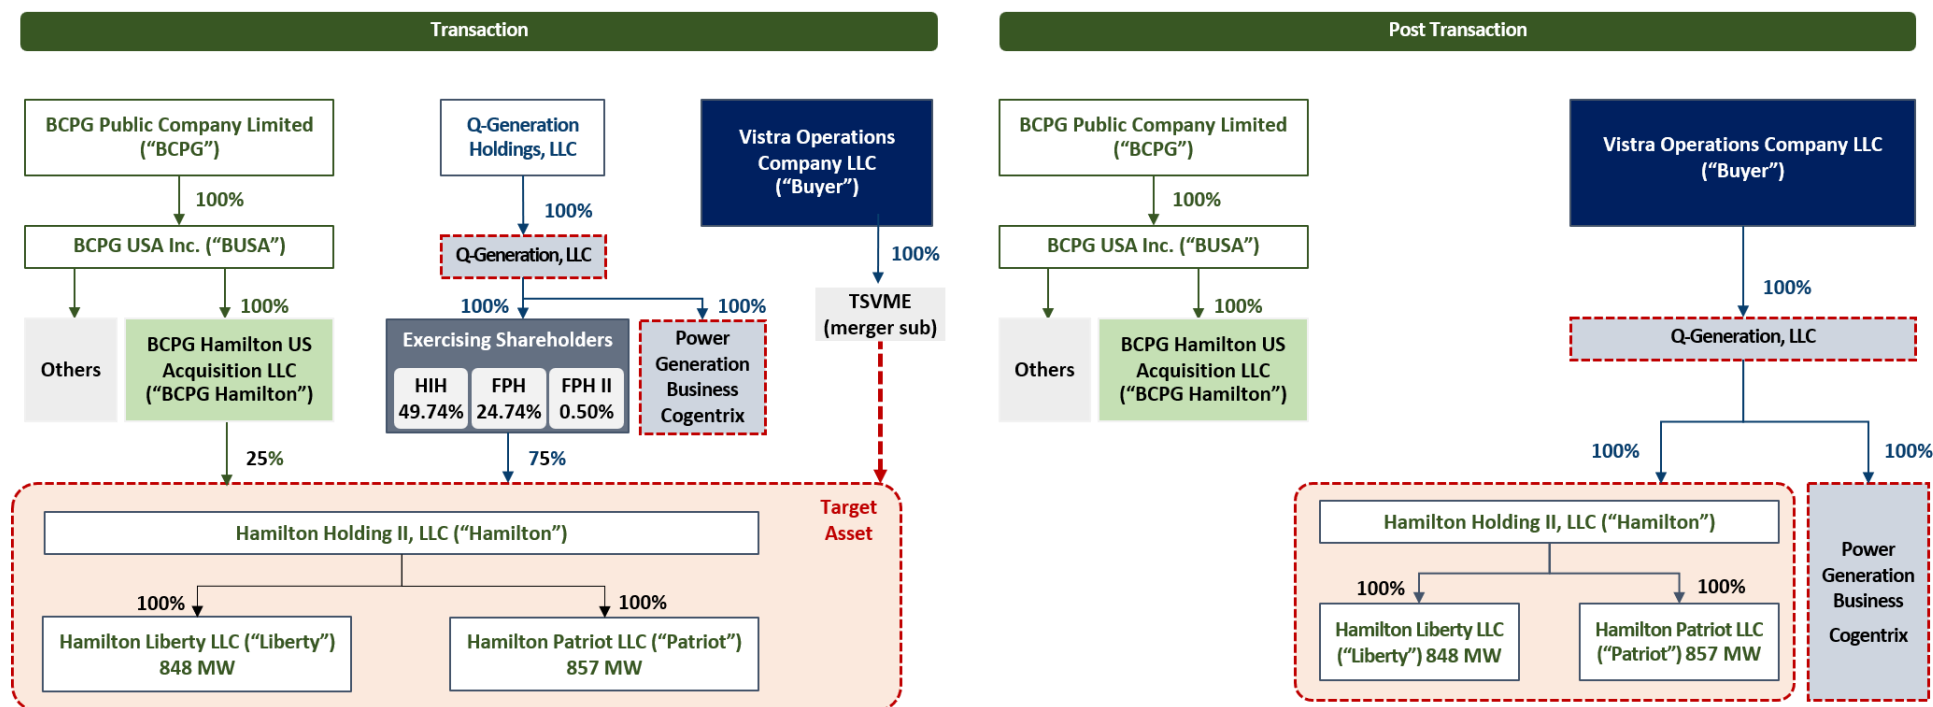 Transaction
BCPG Public Company Limited
(“BCPG”)
100%
BCPG USA Inc. (“BUSA”)
100%
Others
BCPG Hamilton US
Acquisition LLC
(“BCPG Hamilton”)
25%
Q-Generation
Holdings, LLC
100%
Q-Generation, LLC
100%
100%
Exercising Shareholders
HIH
49.74%
FPH
24.74%
FPH II
0.50%
75%
Power
Generation
Business
Cogentrix
Vistra Operations
Company LLC
(“Buyer”)
100%
TSVME
(merger sub)
Target
Asset
Hamilton Holding II, LLC (“Hamilton”)
100%
100%
Hamilton Liberty LLC (“Liberty”)
848 MW
Hamilton Patriot LLC (“Patriot”)
857 MW
Post Transaction
BCPG Public Company Limited
(“BCPG”)
100%
BCPG USA Inc. (“BUSA”)
100%
Others
BCPG Hamilton US
Acquisition LLC
(“BCPG Hamilton”)
Vistra Operations Company LLC
(“Buyer”)
100%
Q-Generation, LLC
100%
100%
Hamilton Holding II, LLC (“Hamilton”)
100%
100%
Hamilton Liberty LLC
(“Liberty”) 848 MW
Hamilton Patriot LLC
(“Patriot”) 857 MW
Power
Generation
Business
Cogentrix